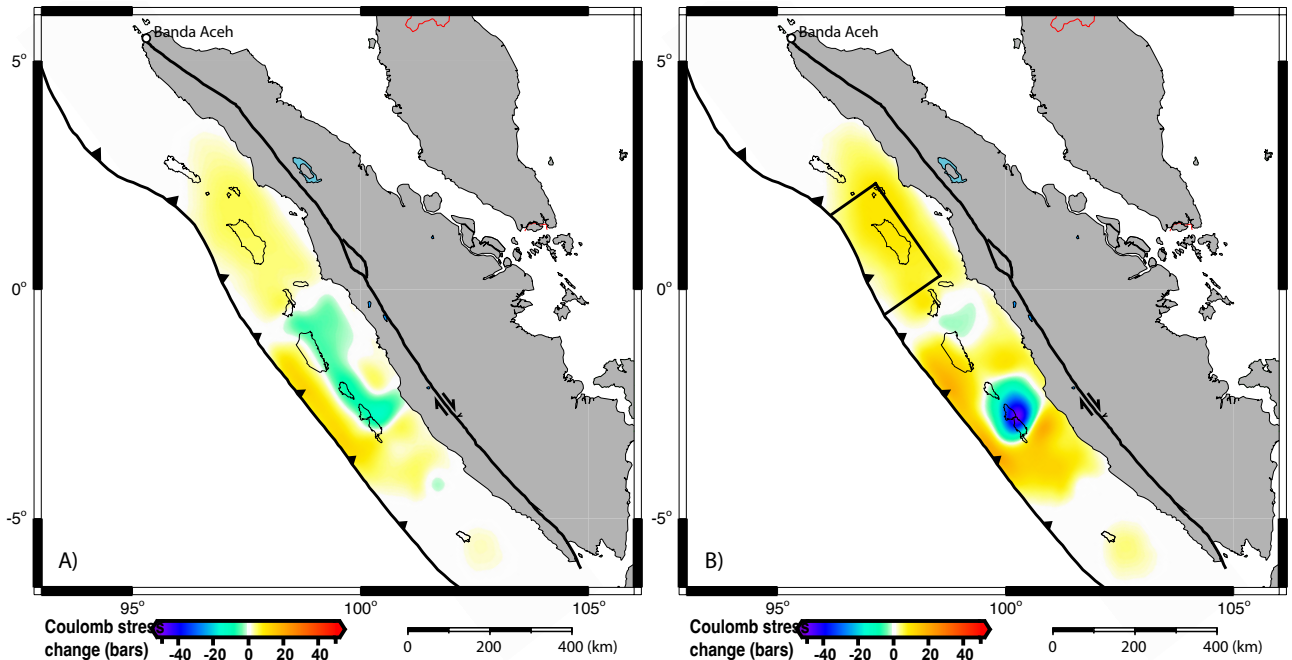 Banda Aceh
Banda Aceh
5°
5°
0°
0°
-5°
-5°
A)
B)
95°
100°
105°
95°
100°
105°
Coulomb stress
change (bars)
-40 -20 0 20 40
0 200 400 (km)
Coulomb stress
change (bars)
-40 -20 0 20 40
0 200 400 (km)